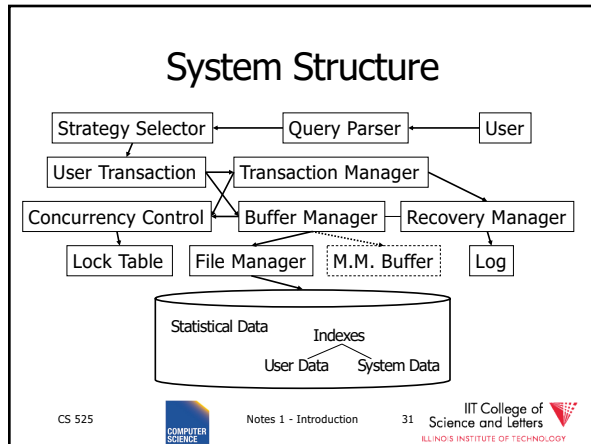 System Structure
Strategy Selector Query Parser User
User Transaction Transaction Manager
Concurrency Control Buffer Manager Recovery Manager
Lock Table File Manager M.M. Buffer Log
Statistical Data
Indexes
User Data System Data
CS 525
COMPUTER
SCIENCE
Notes 1 - Introduction
31
IIT College of
Science and Letters
ILLINOIS INSTITUTE OF TECHNOLOGY